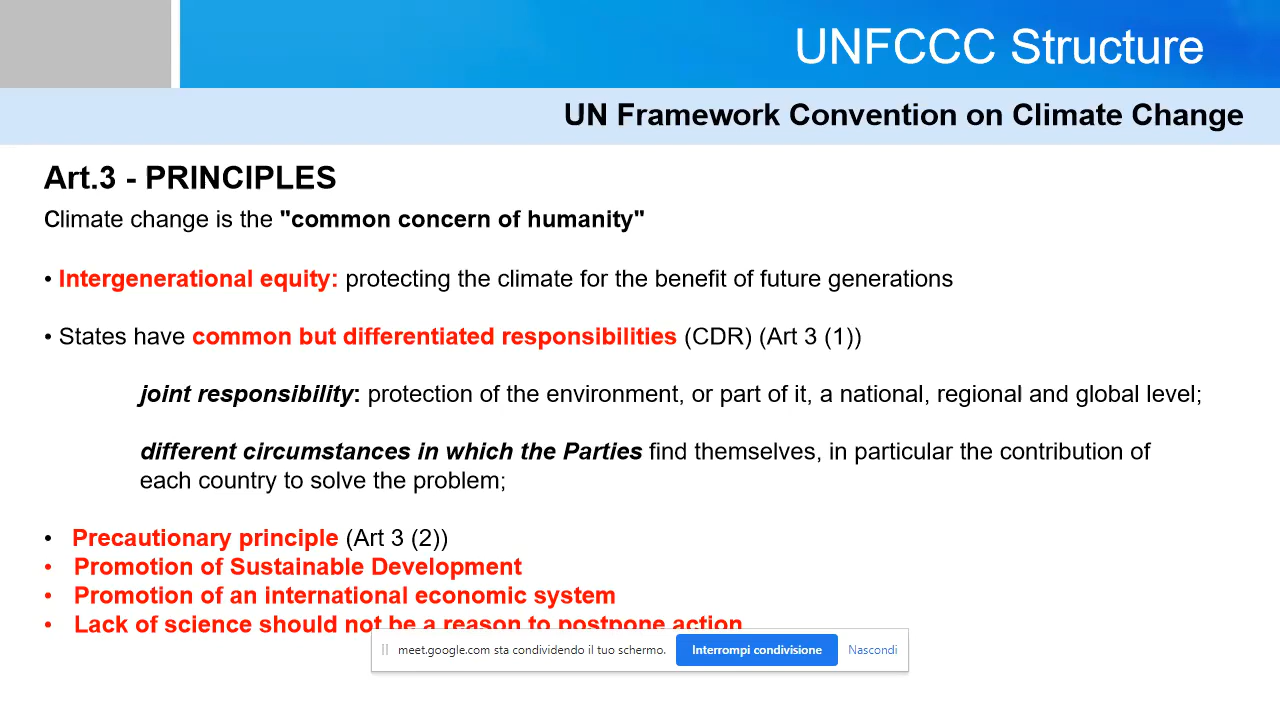 UNFCCC Structure
UN Framework Convention on Climate Change
Art.3 - PRINCIPLES
Climate change is the "common concern of humanity"
• Intergenerational equity: protecting the climate for the benefit of future generations
• States have common but differentiated responsibilities (CDR) (Art 3 (1))
joint responsibility: protection of the environment, or part of it, a national, regional and global level;
different circumstances in which the Parties find themselves, in particular the contribution of
each country to solve the problem;
• Precautionary principle (Art 3 (2))
• Promotion of Sustainable Development
• Promotion of an international economic system
• Lack of science should not be a reason to postpone action
meet.google.com sta condividendo il tuo schermo. Interrompi condivisione Nascondi